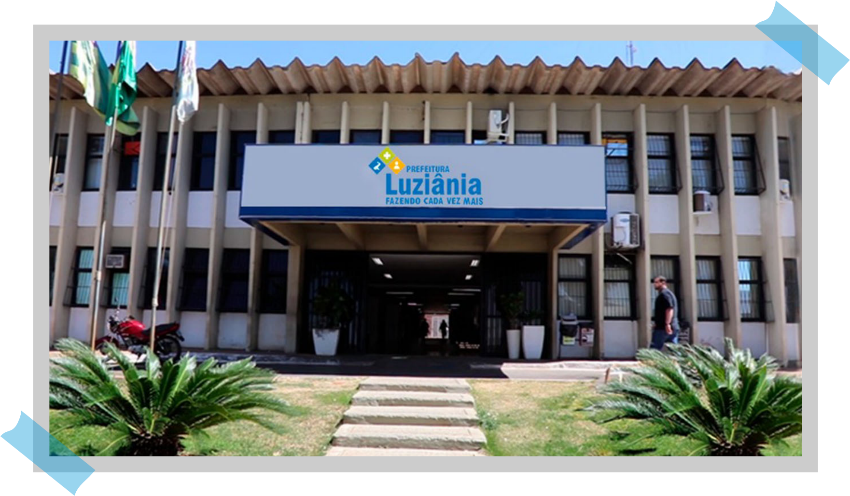 PREFEITURA
Luziânia
FAZENDO CADA VEZ MAIS